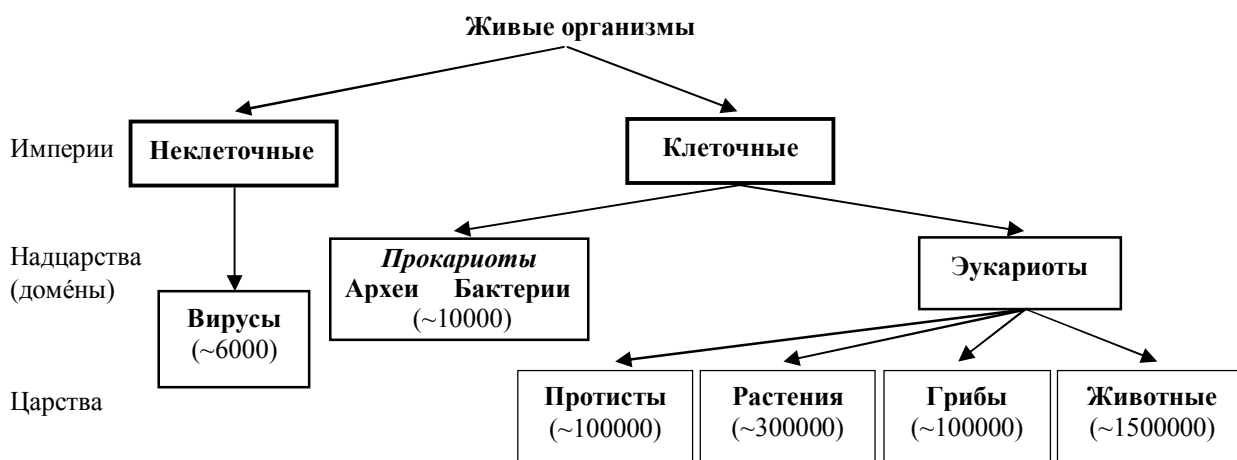 Живые организмы
Империи
Неклеточные
Клеточные
Надцарства
(доме́ны)
Прокариоты
Археи Бактерии
(~10000)
Эукариоты
Вирусы
(~6000)
Царства
Протисты
(~100000)
Растения
(~300000)
Грибы
(~100000)
Животные
(~1500000)